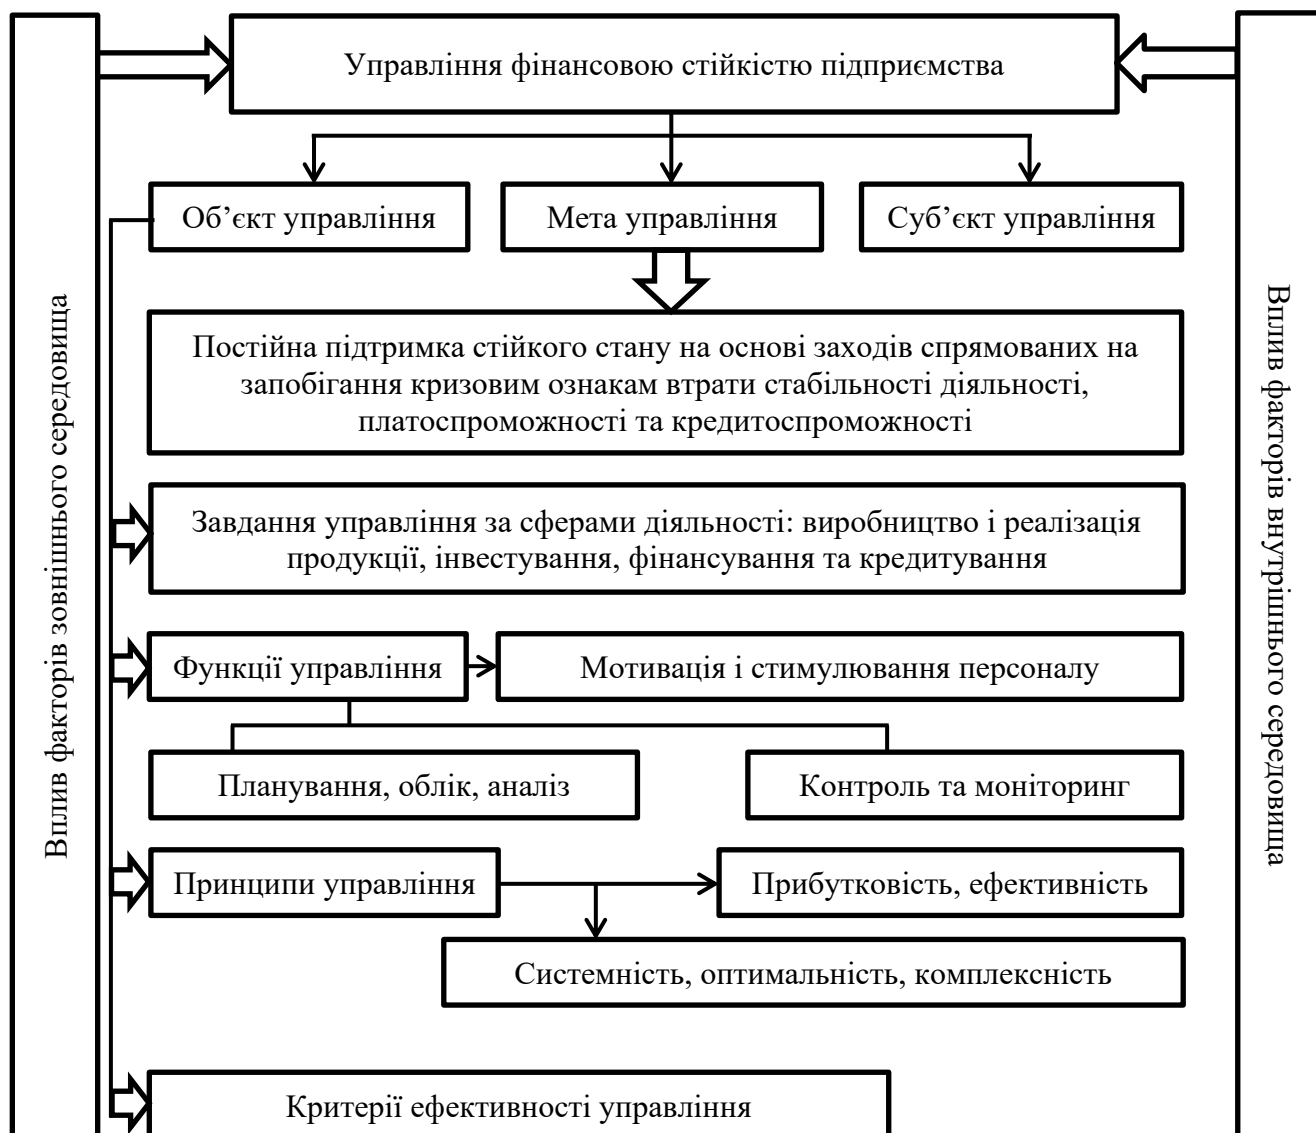 Управління фінансовою стійкістю підприємства
Об’єкт управління
Мета управління
Суб’єкт управління
Постійна підтримка стійкого стану на основі заходів спрямованих на
запобігання кризовим ознакам втрати стабільності діяльності,
платоспроможності та кредитоспроможності
Завдання управління за сферами діяльності: виробництво і реалізація
продукції, інвестування, фінансування та кредитування
Функції управління
Мотивація і стимулювання персоналу
Планування, облік, аналіз
Контроль та моніторинг
Принципи управління
Прибутковість, ефективність
Системність, оптимальність, комплексність
Критерії ефективності управління
Вплив факторів зовнішнього середовища
Вплив факторів внутрішнього середовища